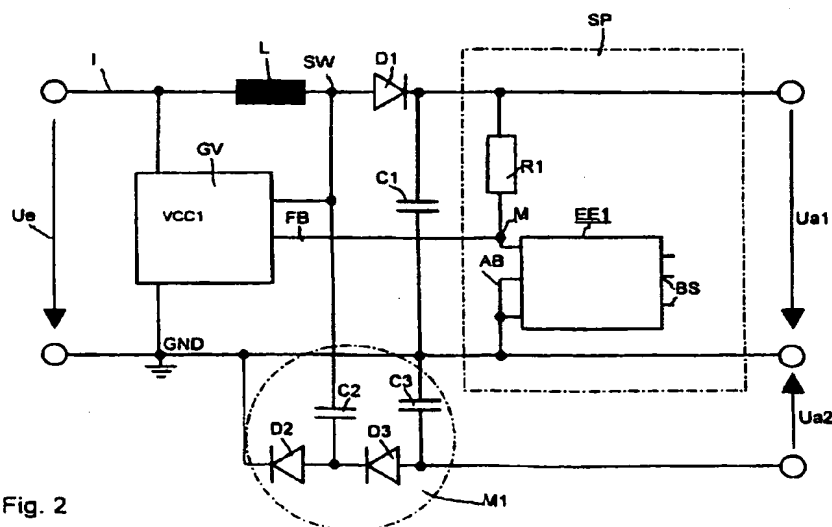 SP
I
L
SW
D1
GV
VCC1
FB
C1
R1
M
EE1
AB
BS
Ue
Ua1
GND
C2
C3
D2
D3
M1
Ua2
Fig. 2